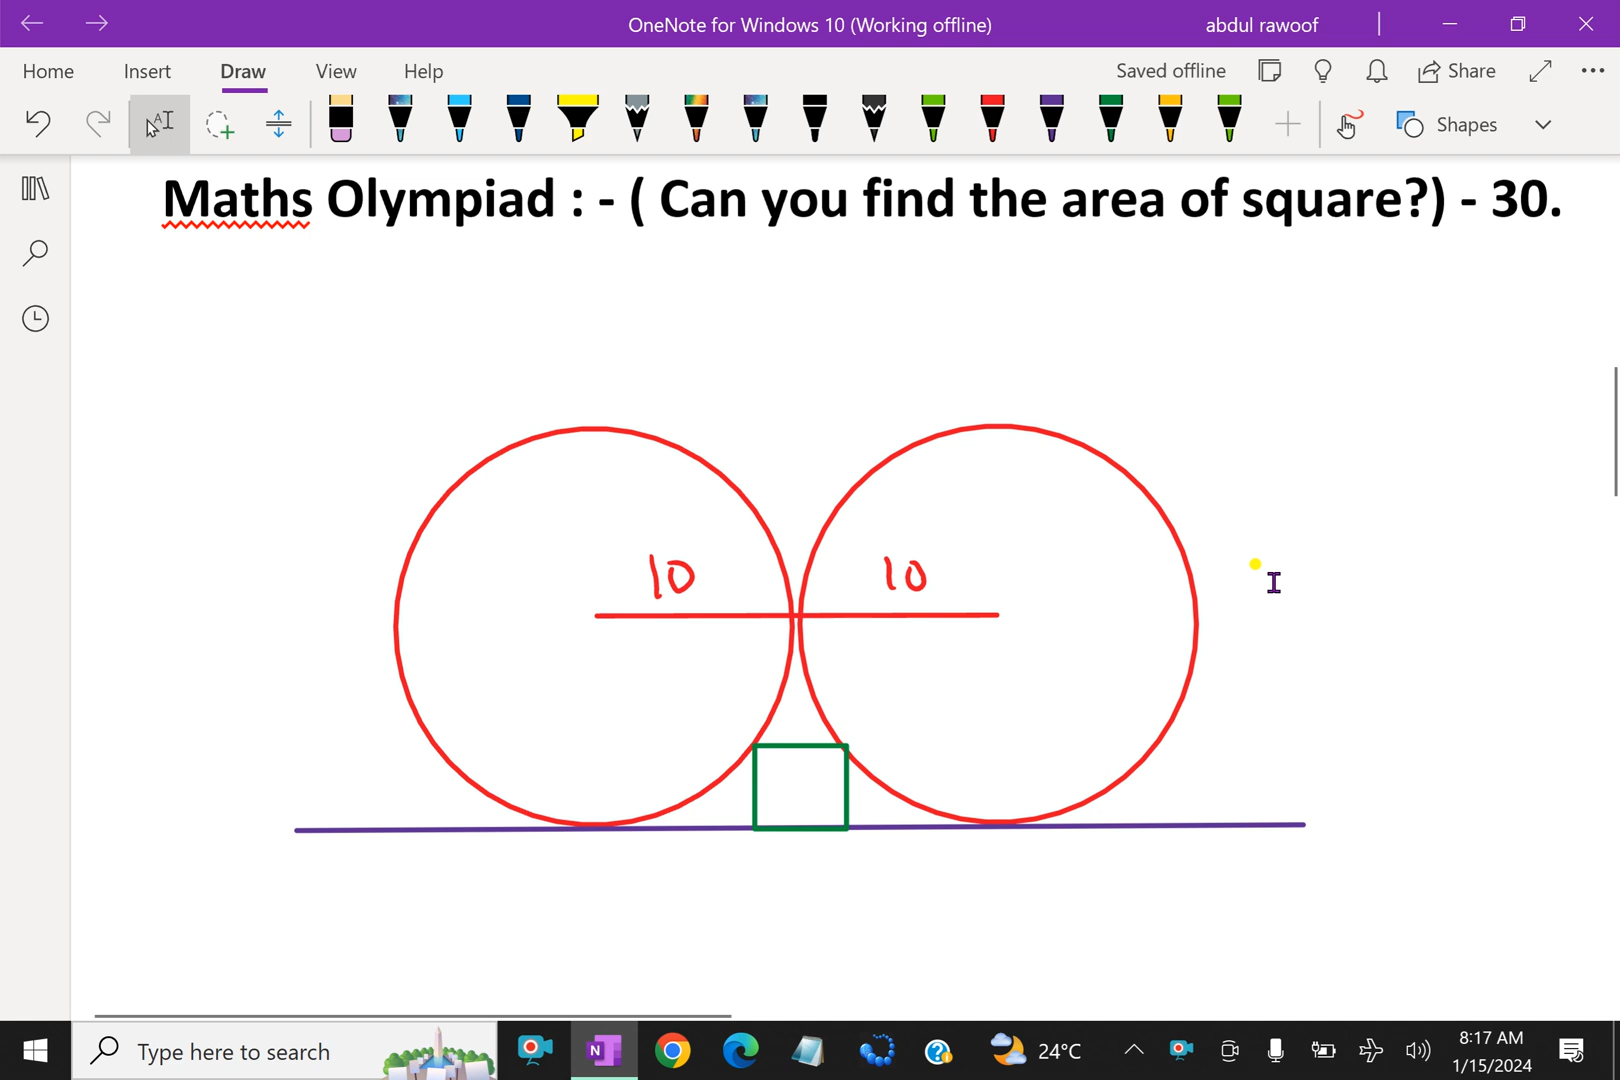 OneNote for Windows 10 (Working offline)
abdul rawoof
Home Insert Draw View Help
Saved offline
Share
Shapes
Maths Olympiad : - ( Can you find the area of square?) - 30.
10 10
Type here to search
24°C
8:17 AM
1/15/2024